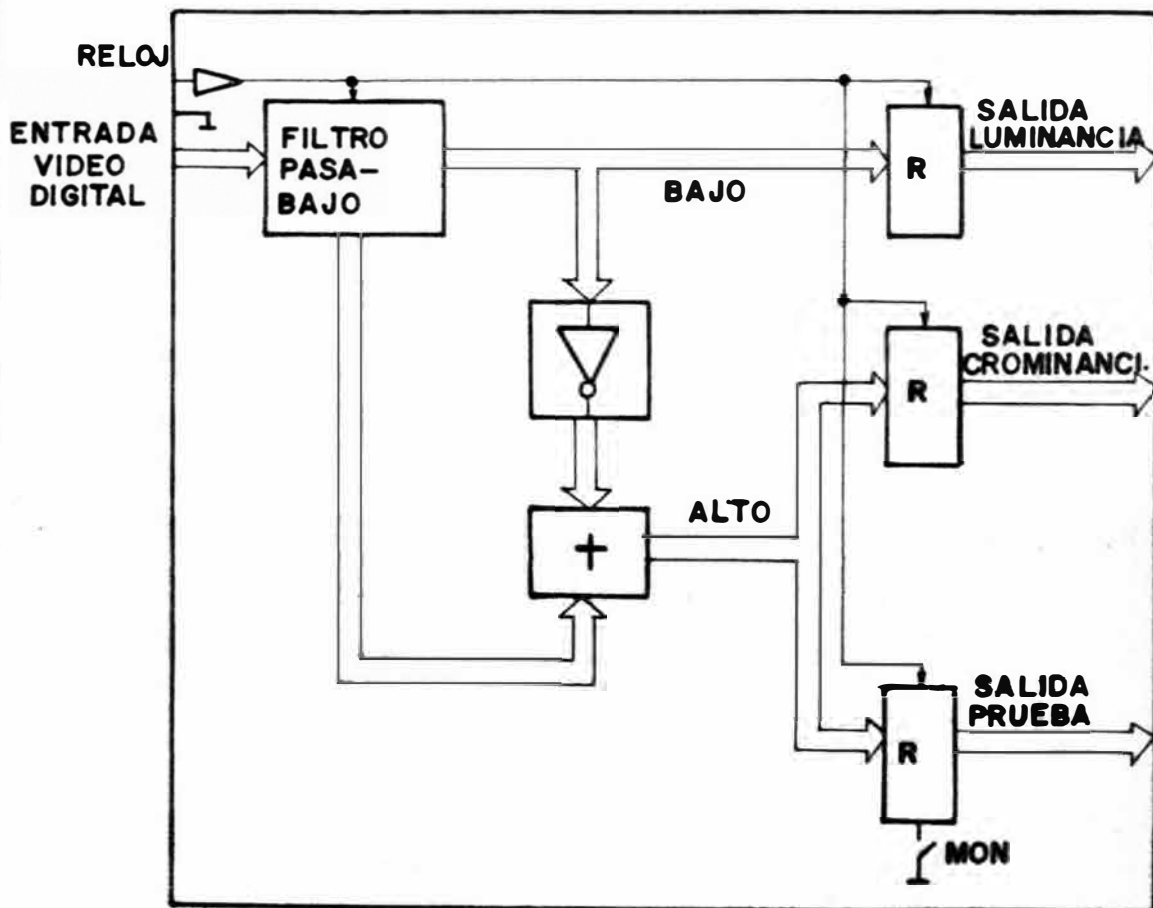 RELOJ
ENTRADA
VIDEO
DIGITAL
FILTRO
PASA-
BAJO
BAJO
R
SALIDA
LUMINANCIA
R
SALIDA
CROMINANCI
+
ALTO
R
SALIDA
PRUEBA
MON